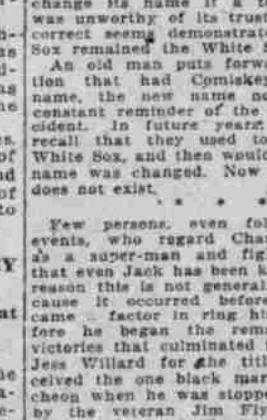 change its name if a
was unworthy of its trust
correct seems demonstrat
Sox remained the White S
An old man puts forw
tion that had Comiskey
name, the new name no
constant reminder of the
cident. In future years
recall that they used to
White Sox, and then would
name was changed. Now
does not exist.
* * *
Few persons, even fol
events, who regard Cha
as a super-man and fig
that even Jack has been k
reason this is not general
cause it occurred before
came .. factor in ring hi
fore he began the rema
victories that culminated
Jess Willard for the titl
ceived the one black mar
cheon when he was stoppe
by the veteran Jim Fl